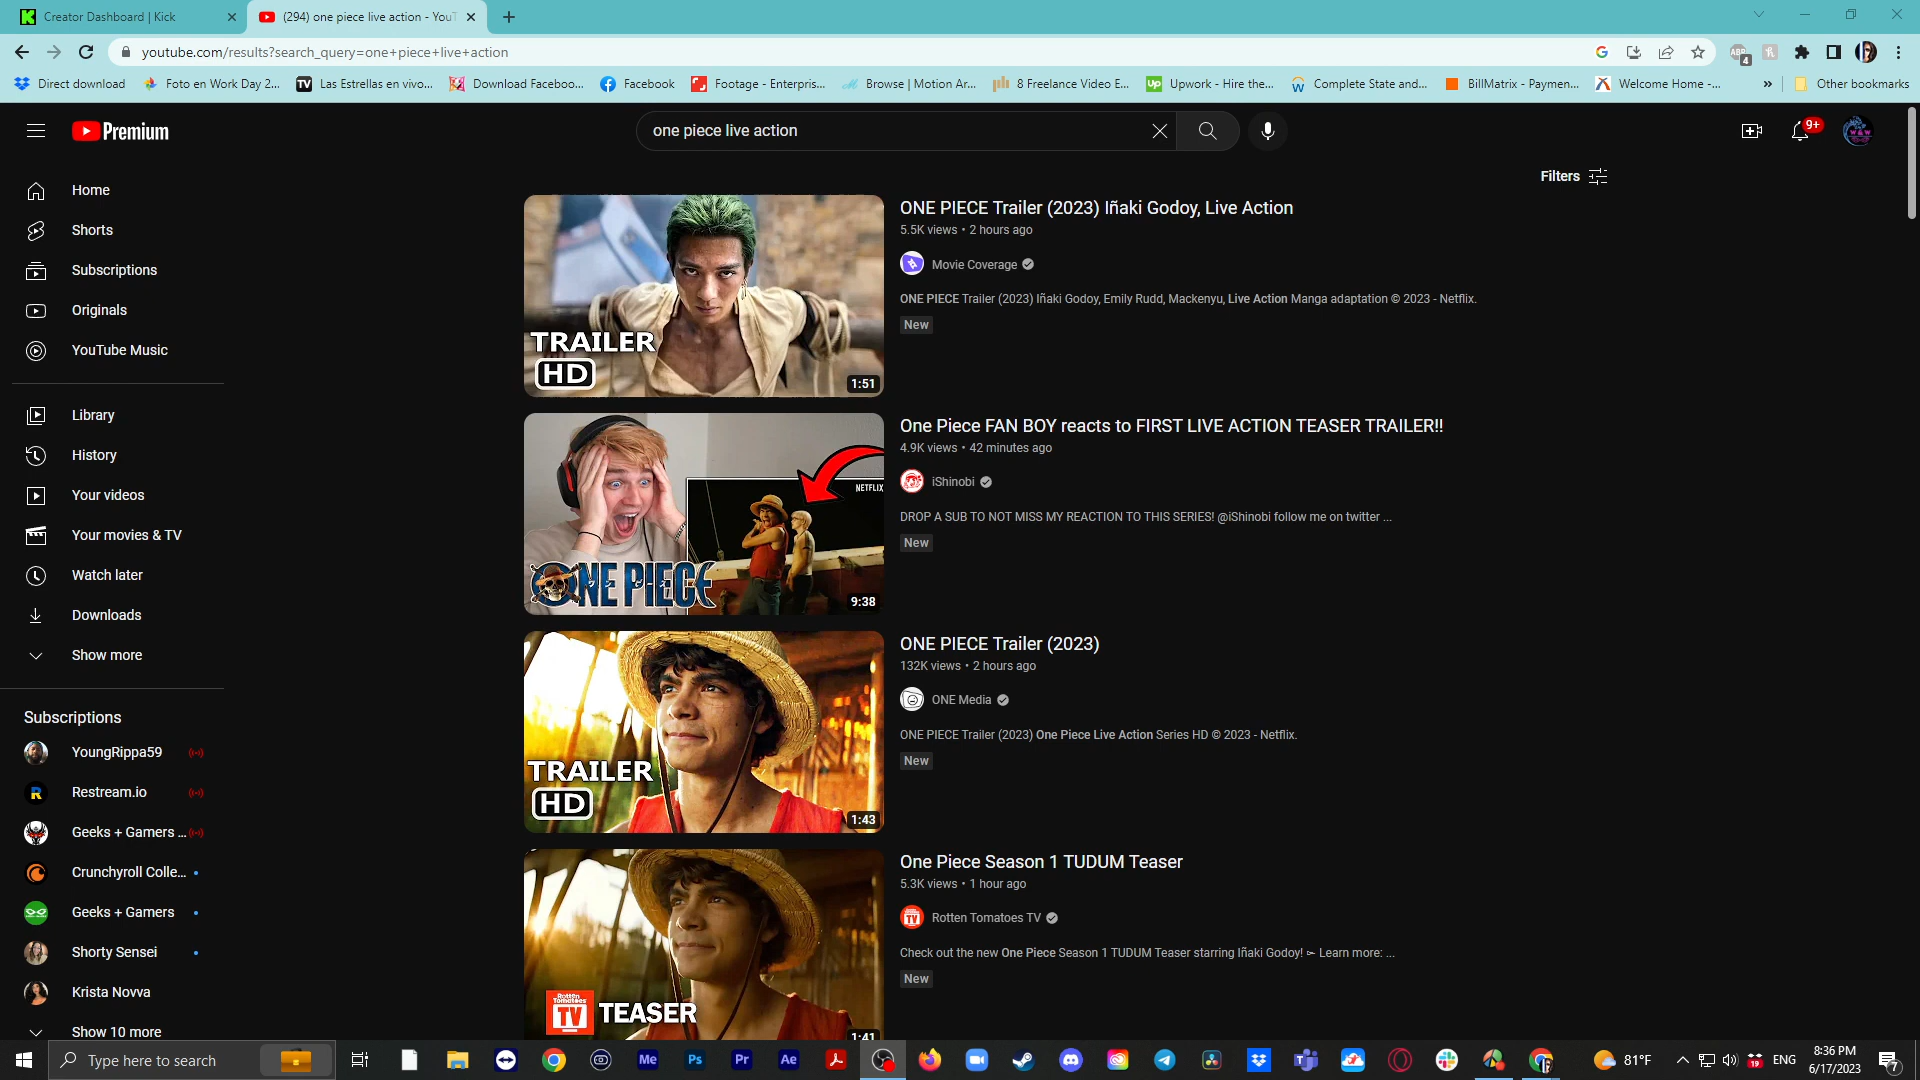 Creator Dashboard | Kick
(294) one piece live action - YouT
youtube.com/results?search_query=one+piece+live+action
4
Direct download
Foto en Work Day 2...
Las Estrellas en vivo...
Download Faceboo...
Facebook
Footage - Enterpris...
Browse | Motion Ar...
8 Freelance Video E...
Upwork - Hire the...
Complete State and...
BillMatrix - Paymen...
Welcome Home -...
»
Other bookmarks
Premium
one piece live action
9+
Filters
Home
Shorts
Subscriptions
Originals
YouTube Music
Library
History
Your videos
Your movies & TV
Watch later
Downloads
Show more
Subscriptions
YoungRippa59
Restream.io
Geeks + Gamers ...
Crunchyroll Colle...
Geeks + Gamers
Shorty Sensei
Krista Novva
Show 10 more
TRAILER
HD
1:51
ONE PIECE Trailer (2023) Iñaki Godoy, Live Action
5.5K views • 2 hours ago
Movie Coverage
ONE PIECE Trailer (2023) Iñaki Godoy, Emily Rudd, Mackenyu, Live Action Manga adaptation © 2023 - Netflix.
New
NETFLIX
ONE PIECE
9:38
One Piece FAN BOY reacts to FIRST LIVE ACTION TEASER TRAILER!!
4.9K views • 42 minutes ago
iShinobi
DROP A SUB TO NOT MISS MY REACTION TO THIS SERIES! @iShinobi follow me on twitter ...
New
TRAILER
HD
1:43
ONE PIECE Trailer (2023)
132K views • 2 hours ago
ONE Media
ONE PIECE Trailer (2023) One Piece Live Action Series HD © 2023 - Netflix.
New
Rotten Tomatoes
TV
TEASER
1:41
One Piece Season 1 TUDUM Teaser
5.3K views • 1 hour ago
Rotten Tomatoes TV
Check out the new One Piece Season 1 TUDUM Teaser starring Iñaki Godoy! ► Learn more: ...
New
Type here to search
Me
Ps
Pr
Ae
81°F
19
ENG
8:36 PM
6/17/2023
7